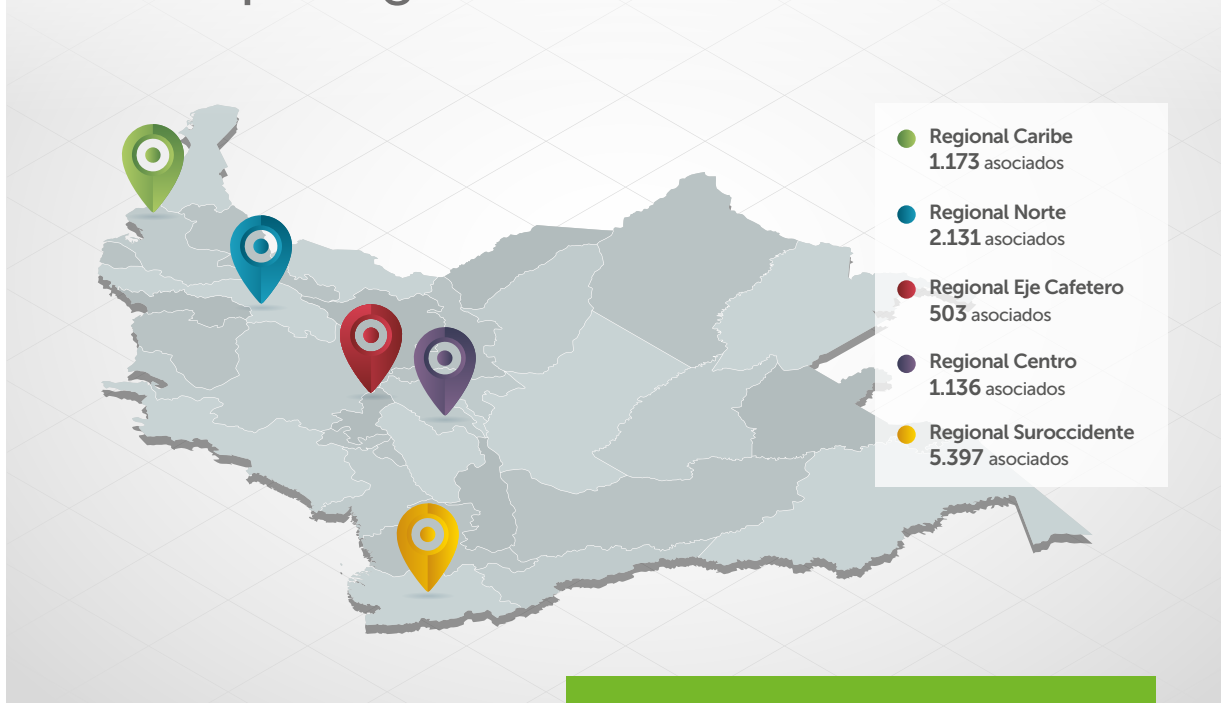 Regional Caribe
1.173 asociados
Regional Norte
2.131 asociados
Regional Eje Cafetero
503 asociados
Regional Centro
1.136 asociados
Regional Suroccidente
5.397 asociados